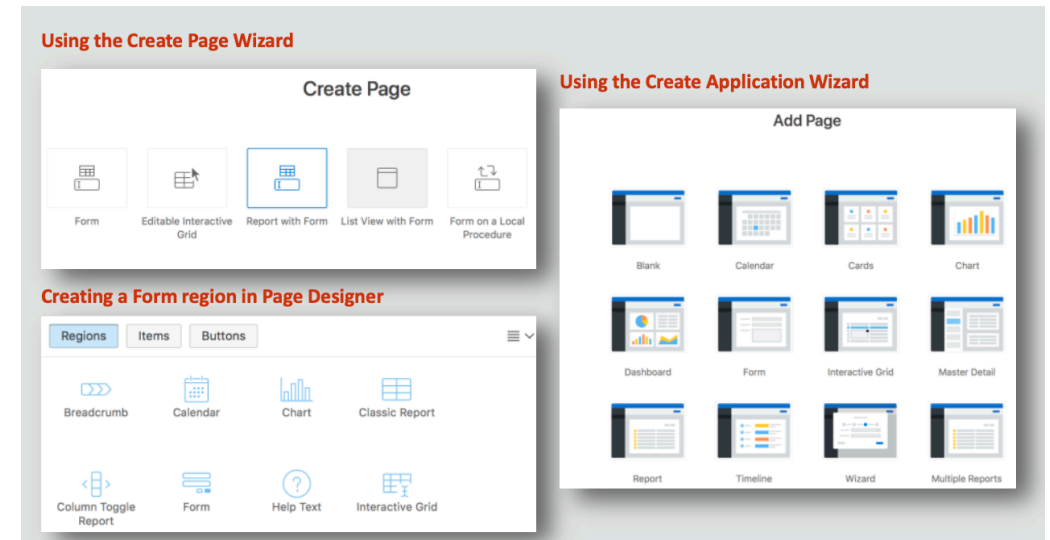 Using the Create Page Wizard
Create Page
Form
Editable Interactive
Grid
Report with Form
List View with Form
Form on a Local
Procedure
Creating a Form region in Page Designer
Regions
Items
Buttons
Breadcrumb
Calendar
Chart
Classic Report
Column Toggle
Report
Form
Help Text
Interactive Grid
Using the Create Application Wizard
Add Page
Blank
Calendar
Cards
Chart
Dashboard
Form
Interactive Grid
Master Detail
Report
Timeline
Wizard
Multiple Reports